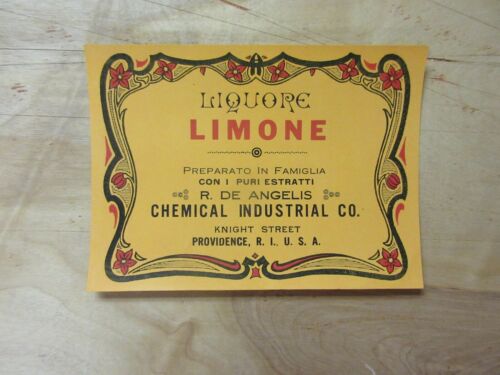 LIQUORE
LIMONE
PREPARATO IN FAMIGLIA
CON I PURI ESTRATTI
R. DE ANGELIS
CHEMICAL INDUSTRIAL CO.
KNIGHT STREET
PROVIDENCE, R. I., U. S. A.